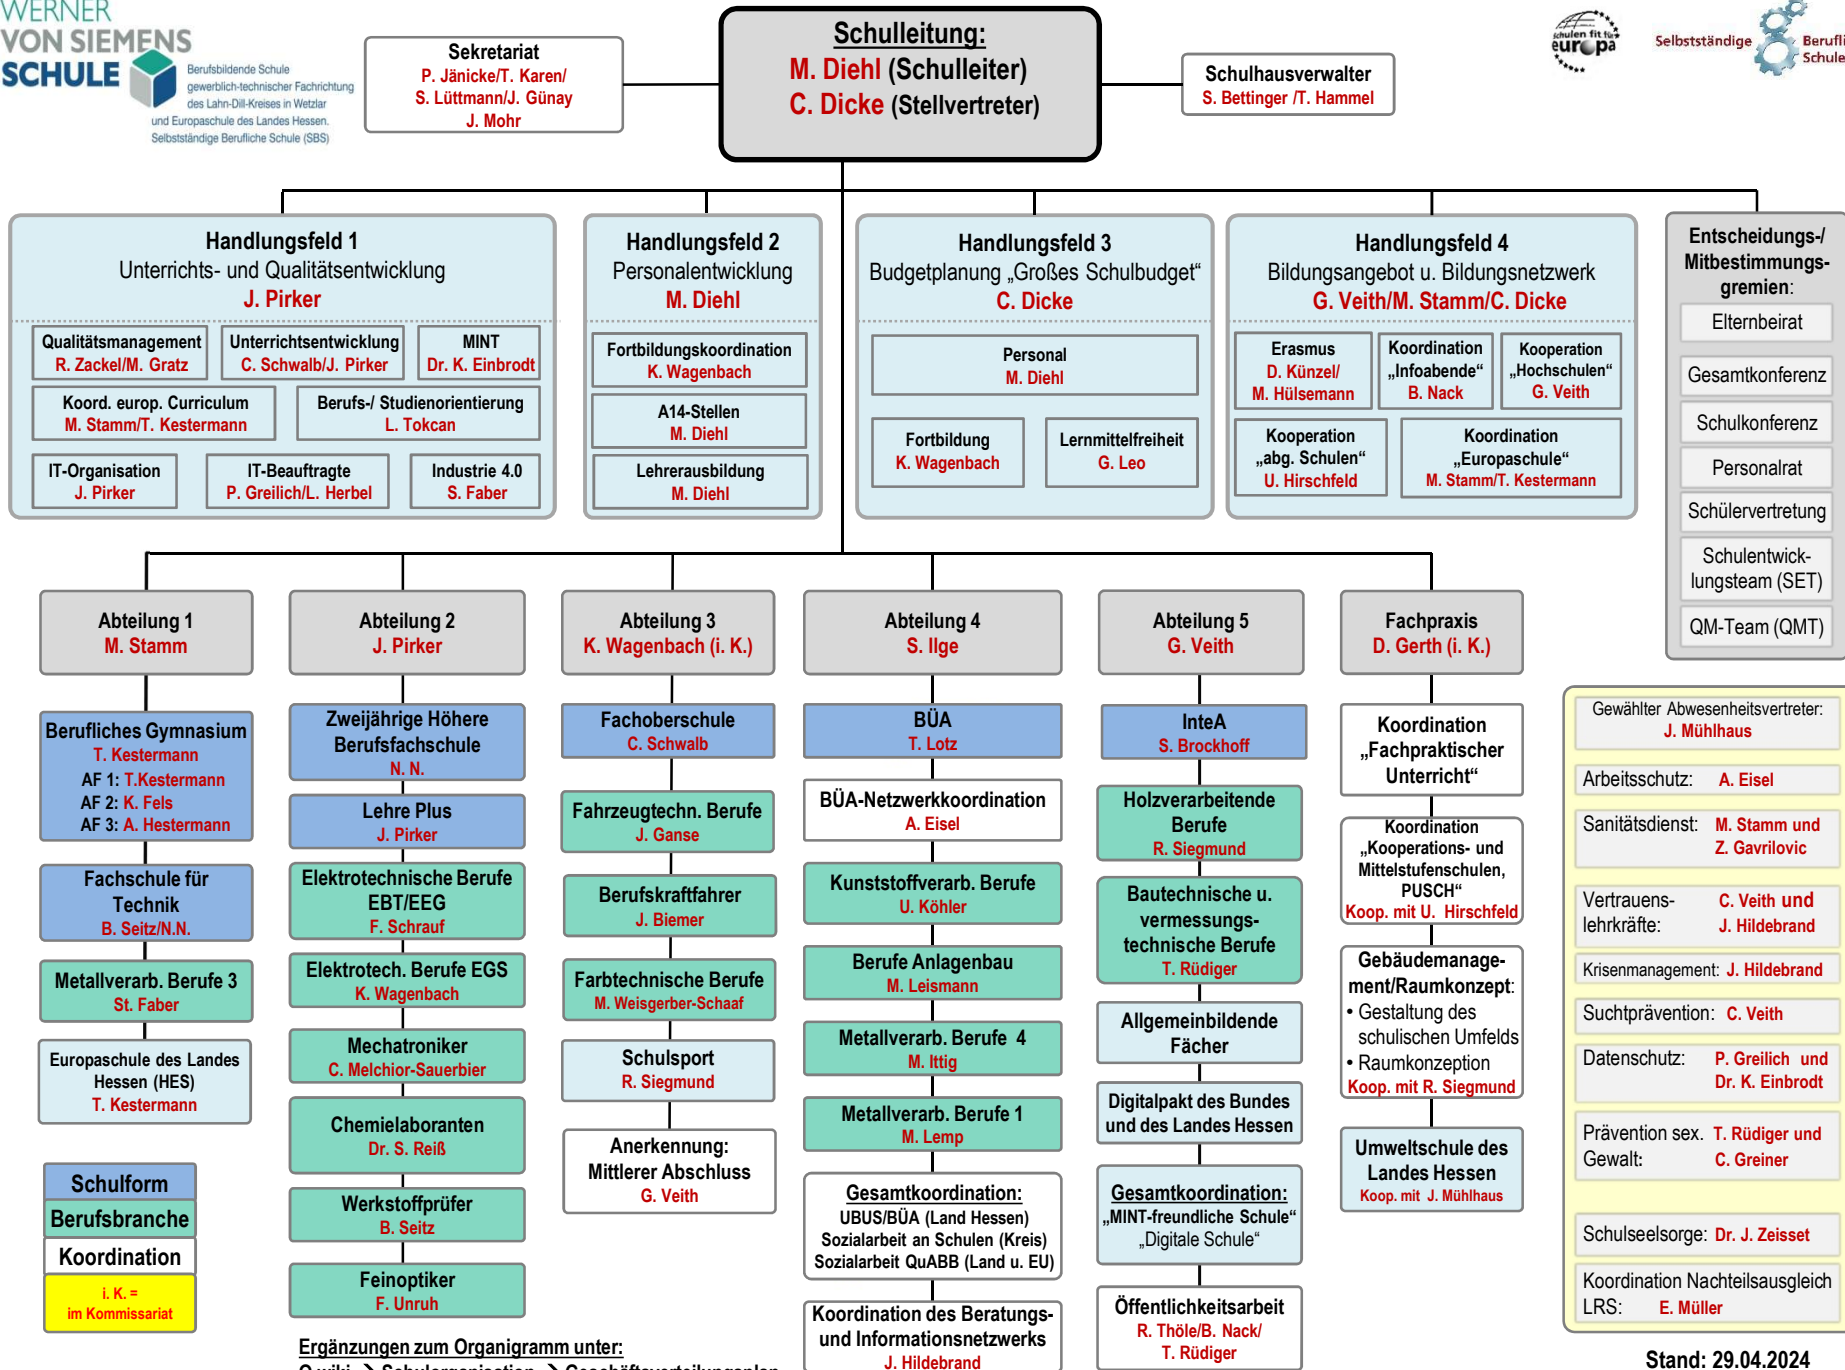 WERNER
VON SIEMENS
SCHULE
Berufsbildende Schule
gewerblich-technischer Fachrichtung
des Lahn-Dill-Kreises in Wetzlar
und Europaschule des Landes Hessen.
Selbstständige Berufliche Schule (SBS)
Sekretariat
P. Jänicke/T. Karen/
S. Lüttmann/J. Günay
J. Mohr
Schulleitung:
M. Diehl (Schulleiter)
C. Dicke (Stellvertreter)
Schulhausverwalter
S. Bettinger /T. Hammel
schulen fit für
europa
Selbstständige
Handlungsfeld 1
Unterrichts- und Qualitätsentwicklung
J. Pirker
Qualitätsmanagement
R. Zackel/M. Gratz
Unterrichtsentwicklung
C. Schwalb/J. Pirker
MINT
Dr. K. Einbrodt
Koord. europ. Curriculum
M. Stamm/T. Kestermann
Berufs-/ Studienorientierung
L. Tokcan
IT-Organisation
J. Pirker
IT-Beauftragte
P. Greilich/L. Herbel
Industrie 4.0
S. Faber
Handlungsfeld 2
Personalentwicklung
M. Diehl
Fortbildungskoordination
K. Wagenbach
A14-Stellen
M. Diehl
Lehrerausbildung
M. Diehl
Handlungsfeld 3
Budgetplanung „Großes Schulbudget“
C. Dicke
Personal
M. Diehl
Fortbildung
K. Wagenbach
Lernmittelfreiheit
G. Leo
Handlungsfeld 4
Bildungsangebot u. Bildungsnetzwerk
G. Veith/M. Stamm/C. Dicke
Erasmus
D. Künzel/
M. Hülsemann
Koordination
„Infoabende“
B. Nack
Kooperation
„Hochschulen“
G. Veith
Kooperation
„abg. Schulen“
U. Hirschfeld
Koordination
„Europaschule“
M. Stamm/T. Kestermann
Entscheidungs-/
Mitbestimmungs-
gremien:
Elternbeirat
Gesamtkonferenz
Schulkonferenz
Personalrat
Schülervertretung
Schulentwick-
lungsteam (SET)
QM-Team (QMT)
Abteilung 1
M. Stamm
Berufliches Gymnasium
T. Kestermann
AF 1: T.Kestermann
AF 2: K. Fels
AF 3: A. Hestermann
Fachschule für
Technik
B. Seitz/N.N.
Metallverarb. Berufe 3
St. Faber
Europaschule des Landes
Hessen (HES)
T. Kestermann
Abteilung 2
J. Pirker
Zweijährige Höhere
Berufsfachschule
N. N.
Lehre Plus
J. Pirker
Elektrotechnische Berufe
EBT/EEG
F. Schrauf
Elektrotech. Berufe EGS
K. Wagenbach
Mechatroniker
C. Melchior-Sauerbier
Chemielaboranten
Dr. S. Reiß
Werkstoffprüfer
B. Seitz
Feinoptiker
F. Unruh
Abteilung 3
K. Wagenbach (i. K.)
Fachoberschule
C. Schwalb
Fahrzeugtechn. Berufe
J. Ganse
Berufskraftfahrer
J. Biemer
Farbtechnische Berufe
M. Weisgerber-Schaaf
Schulsport
R. Siegmund
Anerkennung:
Mittlerer Abschluss
G. Veith
Abteilung 4
S. Ilge
BÜA
T. Lotz
BÜA-Netzwerkkoordination
A. Eisel
Kunststoffverarb. Berufe
U. Köhler
Berufe Anlagenbau
M. Leismann
Metallverarb. Berufe 4
M. Ittig
Metallverarb. Berufe 1
M. Lemp
Gesamtkoordination:
UBUS/BÜA (Land Hessen)
Sozialarbeit an Schulen (Kreis)
Sozialarbeit QuABB (Land u. EU)
Koordination des Beratungs-
und Informationsnetzwerks
J. Hildebrand
Abteilung 5
G. Veith
InteA
S. Brockhoff
Holzverarbeitende
Berufe
R. Siegmund
Bautechnische u.
vermessungs-
technische Berufe
T. Rüdiger
Allgemeinbildende
Fächer
Digitalpakt des Bundes
und des Landes Hessen
Gesamtkoordination:
„MINT-freundliche Schule“
„Digitale Schule“
Öffentlichkeitsarbeit
R. Thöle/B. Nack/
T. Rüdiger
Fachpraxis
D. Gerth (i. K.)
Koordination
„Fachpraktischer
Unterricht“
Koordination
„Kooperations- und
Mittelstufenschulen,
PUSCH“
Koop. mit U. Hirschfeld
Gebäudemanage-
ment/Raumkonzept:
• Gestaltung des
schulischen Umfelds
• Raumkonzeption
Koop. mit R. Siegmund
Umweltschule des
Landes Hessen
Koop. mit J. Mühlhaus
Gewählter Abwesenheitsvertreter:
J. Mühlhaus
Arbeitsschutz: A. Eisel
Sanitätsdienst: M. Stamm und
Z. Gavrilovic
Vertrauens- C. Veith und
lehrkräfte: J. Hildebrand
Krisenmanagement: J. Hildebrand
Suchtprävention: C. Veith
Datenschutz: P. Greilich und
Dr. K. Einbrodt
Prävention sex. T. Rüdiger und
Gewalt: C. Greiner
Schulseelsorge: Dr. J. Zeisset
Koordination Nachteilsausgleich
LRS: E. Müller
Schulform
Berufsbranche
Koordination
i. K. =
im Kommissariat
Ergänzungen zum Organigramm unter:
Schulorganisation → Geschäftsverteilungsplan
Stand: 29.04.2024